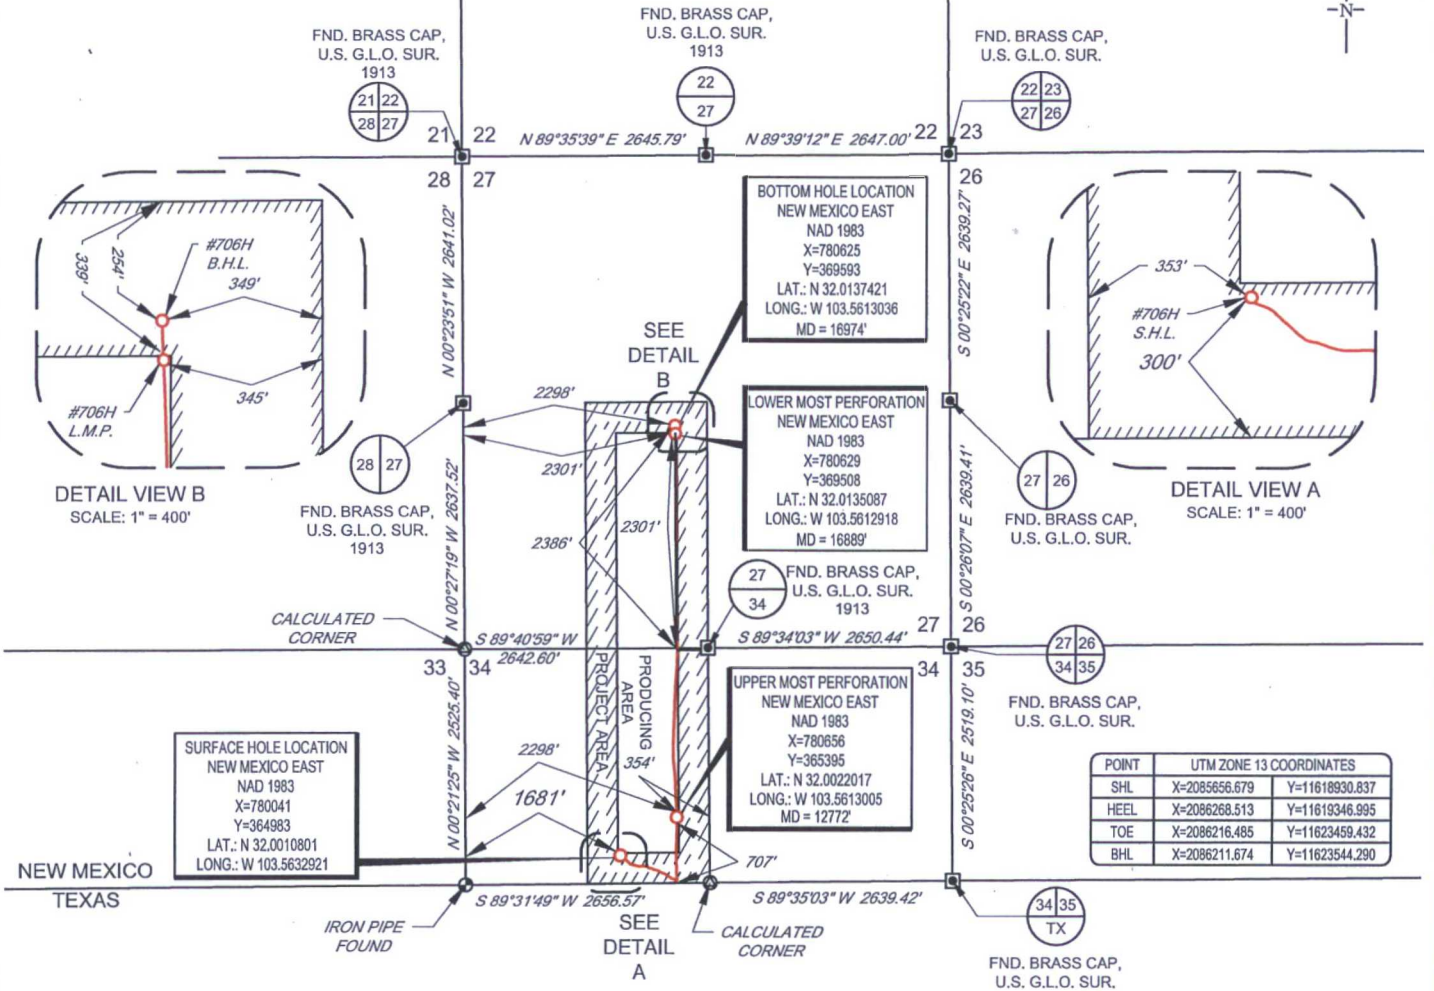 -N-
FND. BRASS CAP,
U.S. G.L.O. SUR.
1913
21 22
28 27
FND. BRASS CAP,
U.S. G.L.O. SUR.
1913
22
27
FND. BRASS CAP,
U.S. G.L.O. SUR.
22 23
27 26
21 22
28 27
N 89°35'39" E 2645.79'
N 89°39'12" E 2647.00'
22 23
26
339'
254'
#706H
B.H.L.
349'
345'
#706H
L.M.P.
DETAIL VIEW B
SCALE: 1" = 400'
N 00°23'51" W 2641.02'
BOTTOM HOLE LOCATION
NEW MEXICO EAST
NAD 1983
X=780625
Y=369593
LAT.: N 32.0137421
LONG.: W 103.5613036
MD = 16974'
S 00°25'22" E 2639.27'
353'
#706H
S.H.L.
300'
DETAIL VIEW A
SCALE: 1" = 400'
SEE
DETAIL
B
2298'
2301'
2386'
2301'
LOWER MOST PERFORATION
NEW MEXICO EAST
NAD 1983
X=780629
Y=369508
LAT.: N 32.0135087
LONG.: W 103.5612918
MD = 16889'
28 27
FND. BRASS CAP,
U.S. G.L.O. SUR.
1913
N 00°27'19" W 2637.52'
27 26
FND. BRASS CAP,
U.S. G.L.O. SUR.
S 00°26'07" E 2639.41'
27
34
FND. BRASS CAP,
U.S. G.L.O. SUR.
1913
CALCULATED
CORNER
33 34
S 89°40'59" W
2642.60'
S 89°34'03" W 2650.44'
27 26
34 35
27 26
34 35
FND. BRASS CAP,
U.S. G.L.O. SUR.
PROJECT AREA
PRODUCING
AREA
UPPER MOST PERFORATION
NEW MEXICO EAST
NAD 1983
X=780656
Y=365395
LAT.: N 32.0022017
LONG.: W 103.5613005
MD = 12772'
N 00°21'25" W 2525.40'
S 00°25'26" E 2519.10'
2298'
354'
1681'
707'
SURFACE HOLE LOCATION
NEW MEXICO EAST
NAD 1983
X=780041
Y=364983
LAT.: N 32.0010801
LONG.: W 103.5632921
POINT UTM ZONE 13 COORDINATES
SHL X=2085656.679 Y=11618930.837
HEEL X=2086268.513 Y=11619346.995
TOE X=2086216.485 Y=11623459.432
BHL X=2086211.674 Y=11623544.290
NEW MEXICO
TEXAS
S 89°31'49" W 2656.57'
S 89°35'03" W 2639.42'
IRON PIPE
FOUND
SEE
DETAIL
A
CALCULATED
CORNER
34 35
TX
FND. BRASS CAP,
U.S. G.L.O. SUR.